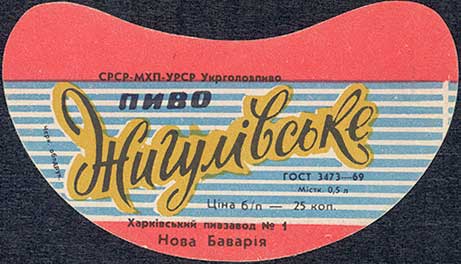 СРСР-МХП-УРСР Укрголовпиво
ПИВО
Жигулівське
ГОСТ 3473—69
Містк. 0,5 л
Ціна б/п — 25 коп.
Харківський пивзавод № 1
Нова Баварія